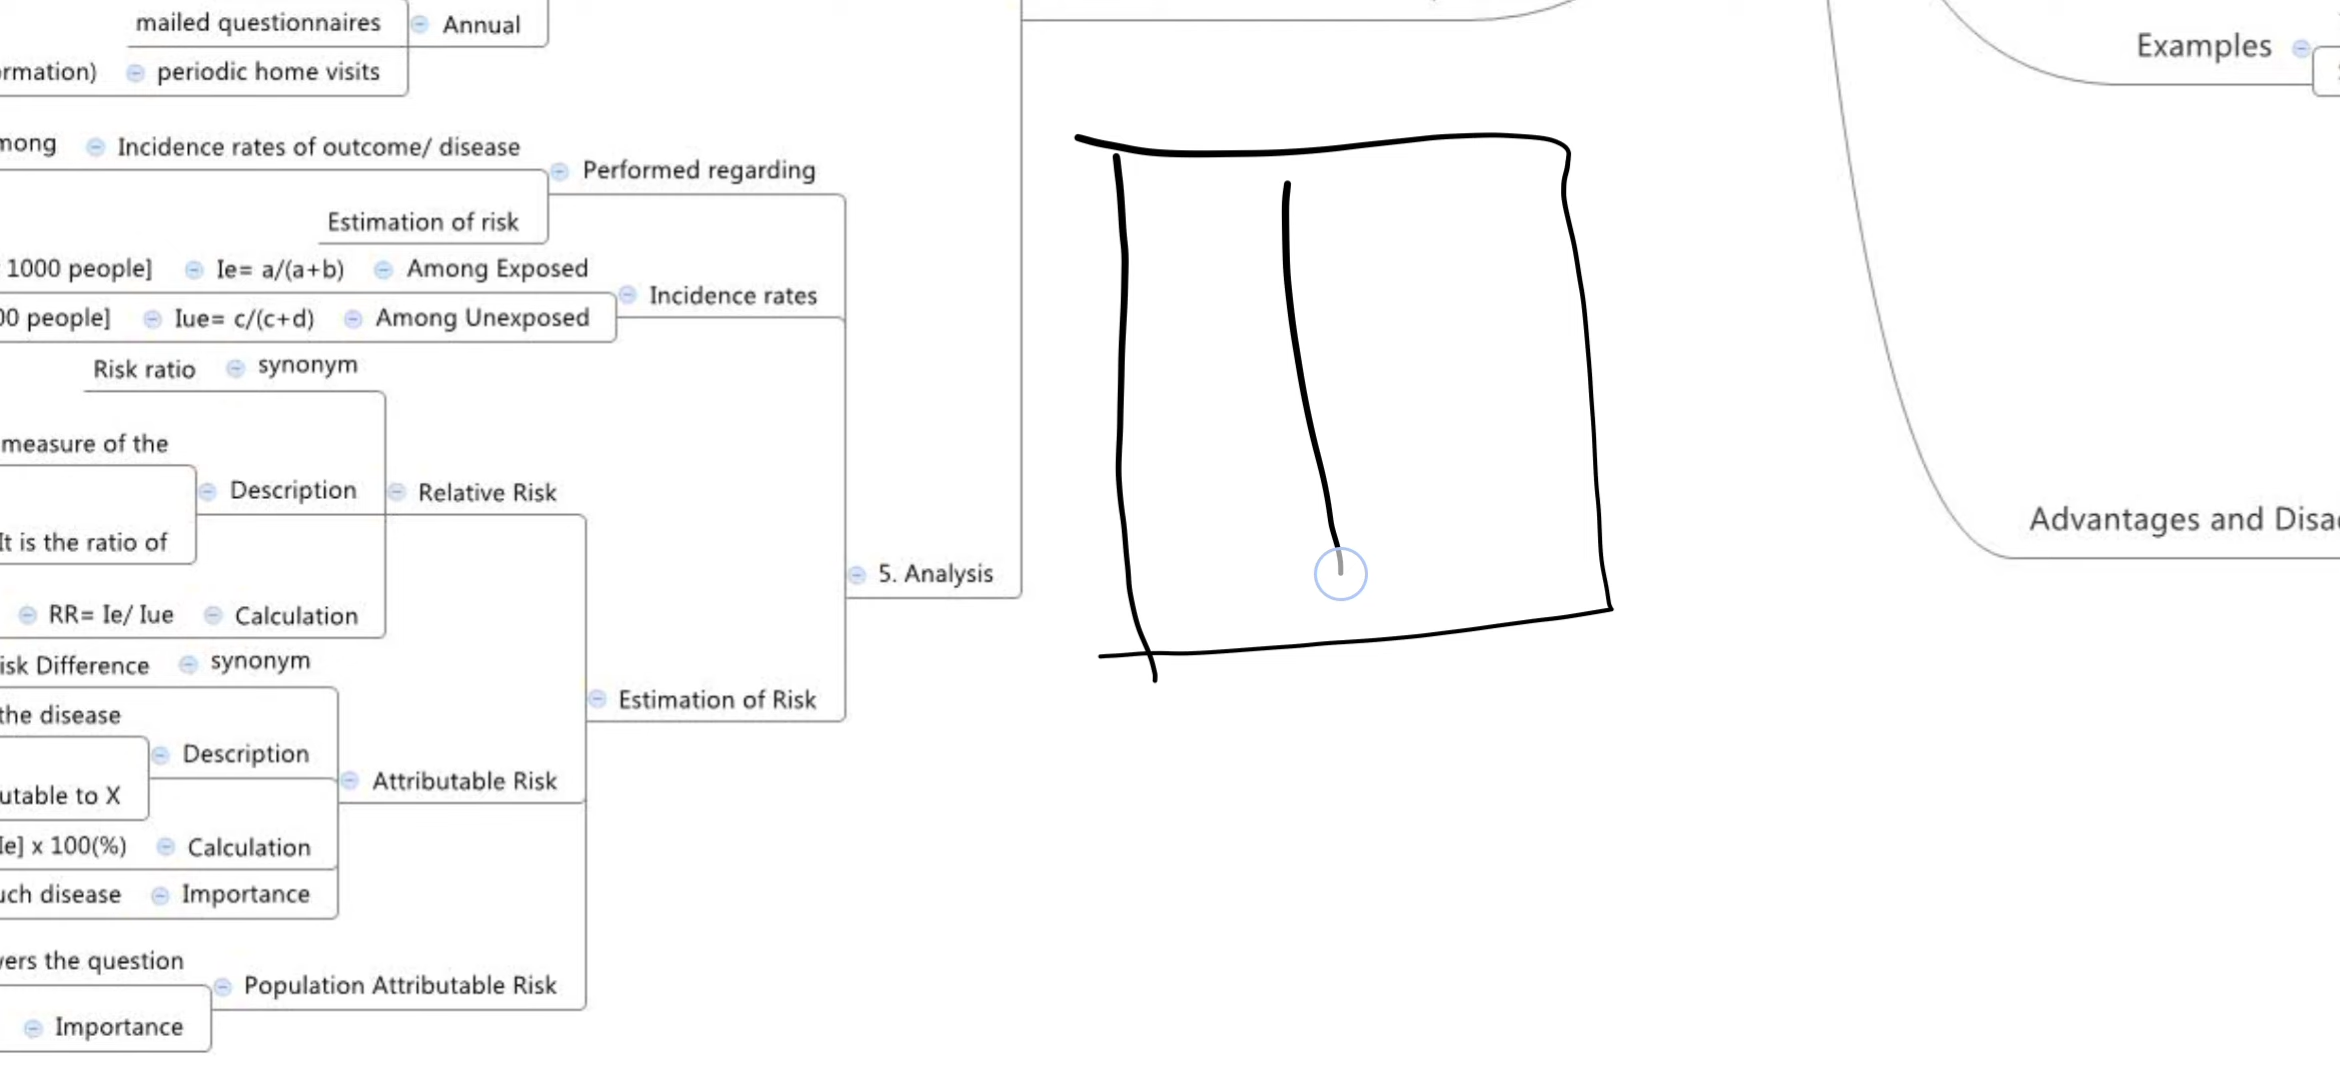 mailed questionnaires
Annual
Examples
rmation)
periodic home visits
mong
Incidence rates of outcome/ disease
Performed regarding
Estimation of risk
1000 people]
Ie= a/(a+b)
Among Exposed
Incidence rates
00 people]
Iue= c/(c+d)
Among Unexposed
Risk ratio
synonym
measure of the
Description
Relative Risk
It is the ratio of
5. Analysis
Advantages and Disa
RR= Ie/ Iue
Calculation
isk Difference
synonym
Estimation of Risk
the disease
Description
Attributable Risk
utable to X
Ie] x 100(%)
Calculation
uch disease
Importance
vers the question
Population Attributable Risk
Importance